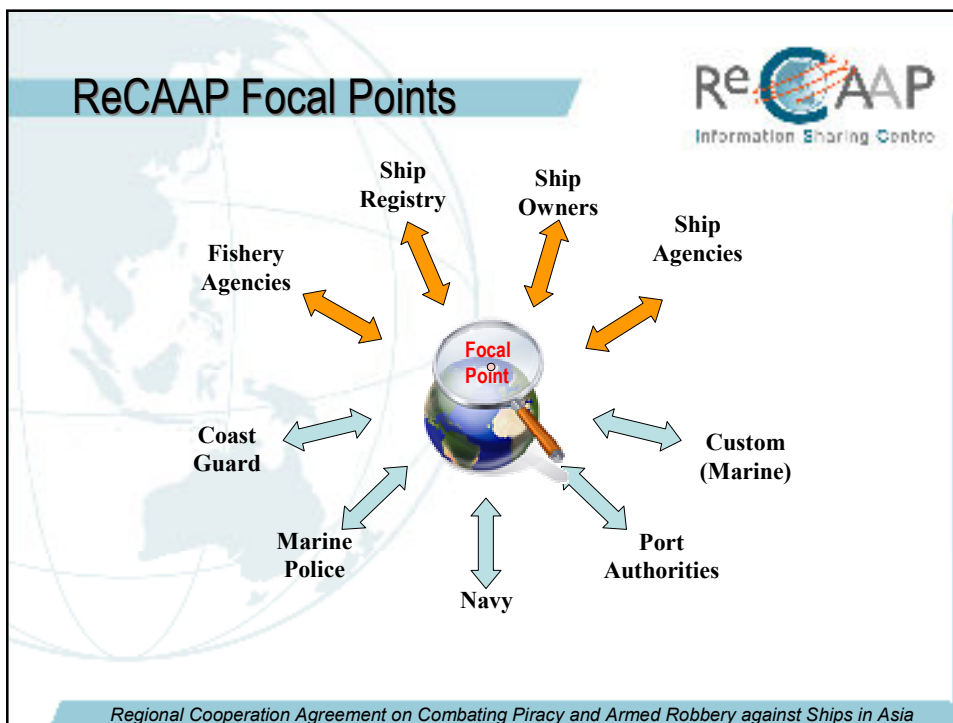 ReCAAP Focal Points
ReCAAP
Information Sharing Centre
Ship
Registry
Ship
Owners
Ship
Agencies
Fishery
Agencies
Focal
Point
Coast
Guard
Custom
(Marine)
Marine
Police
Port
Authorities
Navy
Regional Cooperation Agreement on Combating Piracy and Armed Robbery against Ships in Asia